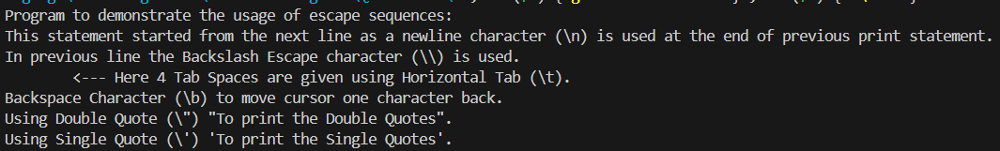 Program to demonstrate the usage of escape sequences:
This statement started from the next line as a newline character (\n) is used at the end of previous print statement.
In previous line the Backslash Escape character (\\) is used.
        <--- Here 4 Tab Spaces are given using Horizontal Tab (\t).
Backspace Character (\b) to move cursor one character back.
Using Double Quote (\") "To print the Double Quotes".
Using Single Quote (\') 'To print the Single Quotes'.